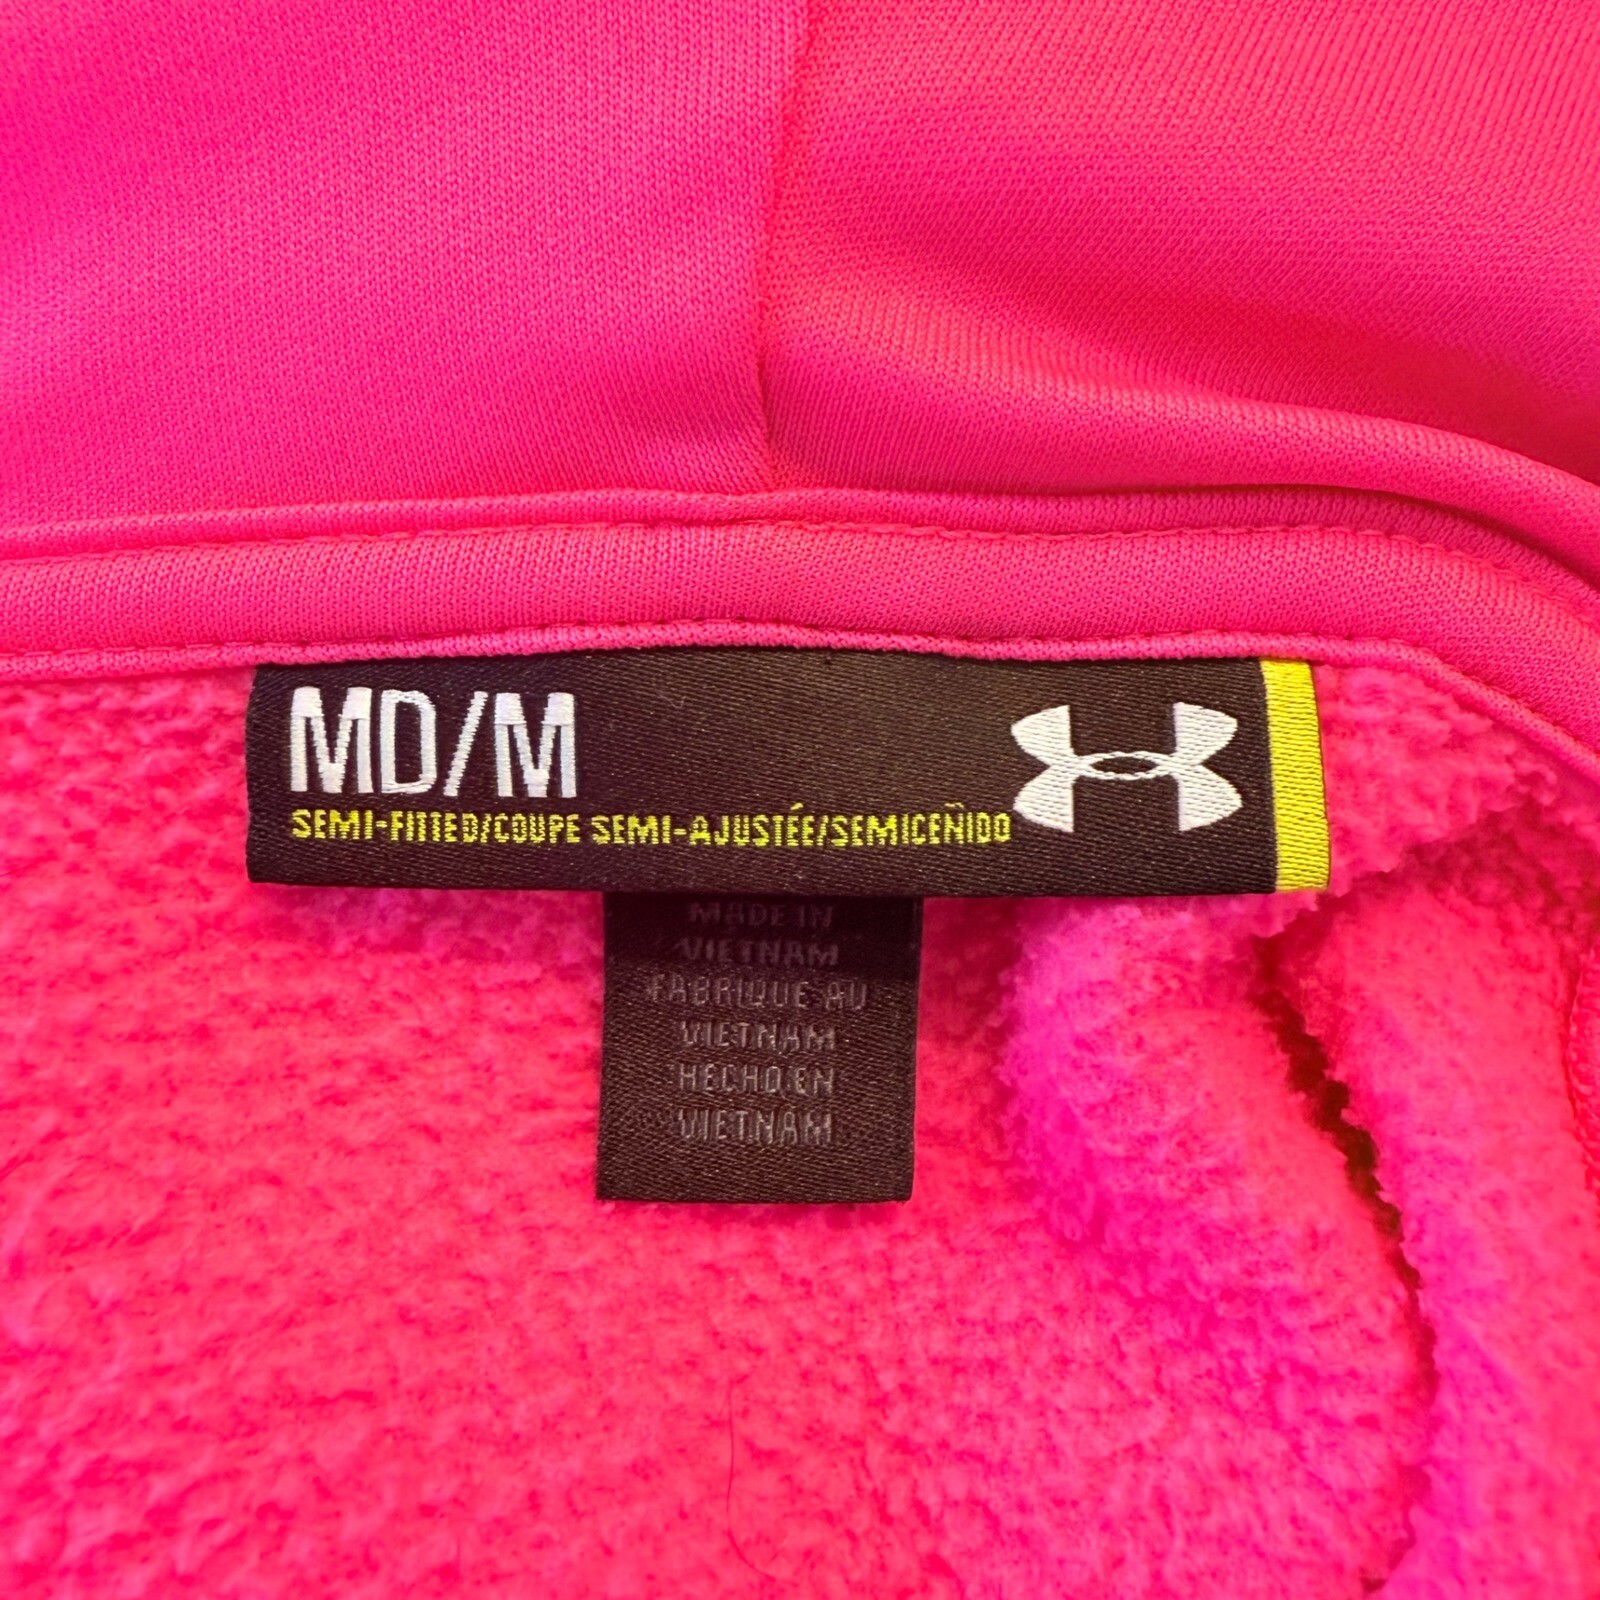 MD/M
SEMI-FITTED/COUPE SEMI-AJUSTÉE/SEMICEÑIDO
MADE IN
VIETNAM
FABRIQUE AU
VIETNAM
HECHO EN
VIETNAM